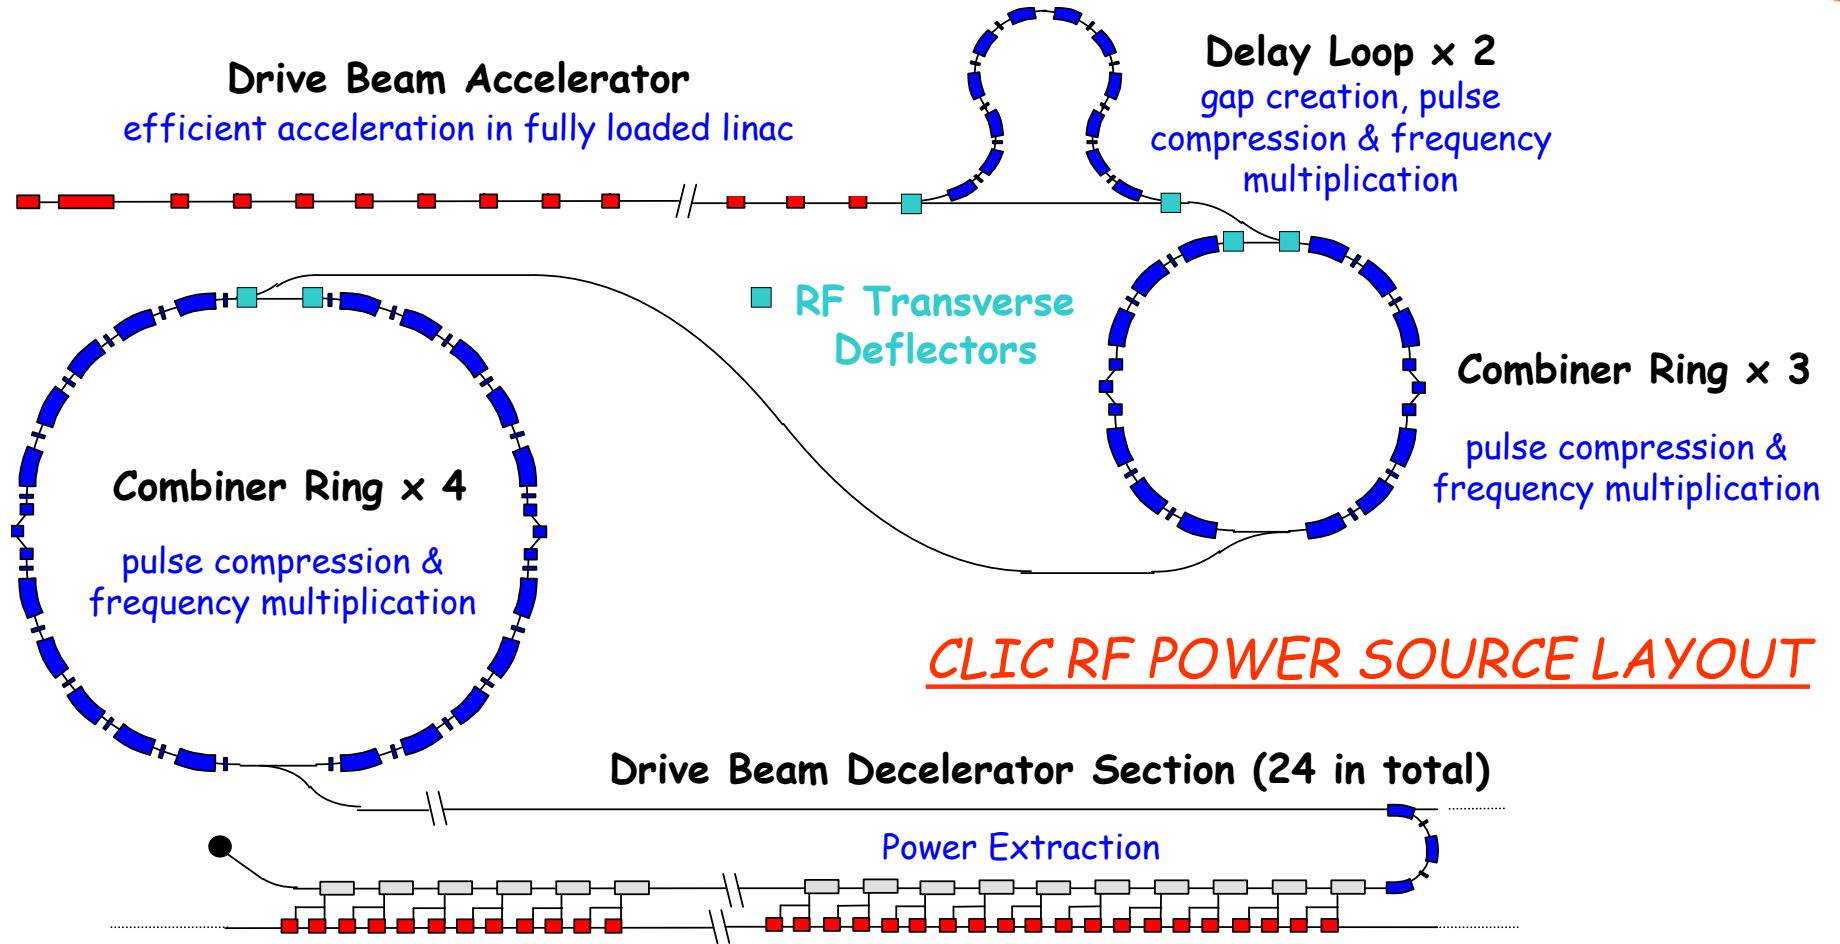 Drive Beam Accelerator
efficient acceleration in fully loaded linac
Delay Loop x 2
gap creation, pulse
compression & frequency
multiplication
RF Transverse
Deflectors
Combiner Ring x 3
pulse compression &
frequency multiplication
Combiner Ring x 4
pulse compression &
frequency multiplication
CLIC RF POWER SOURCE LAYOUT
Drive Beam Decelerator Section (24 in total)
Power Extraction